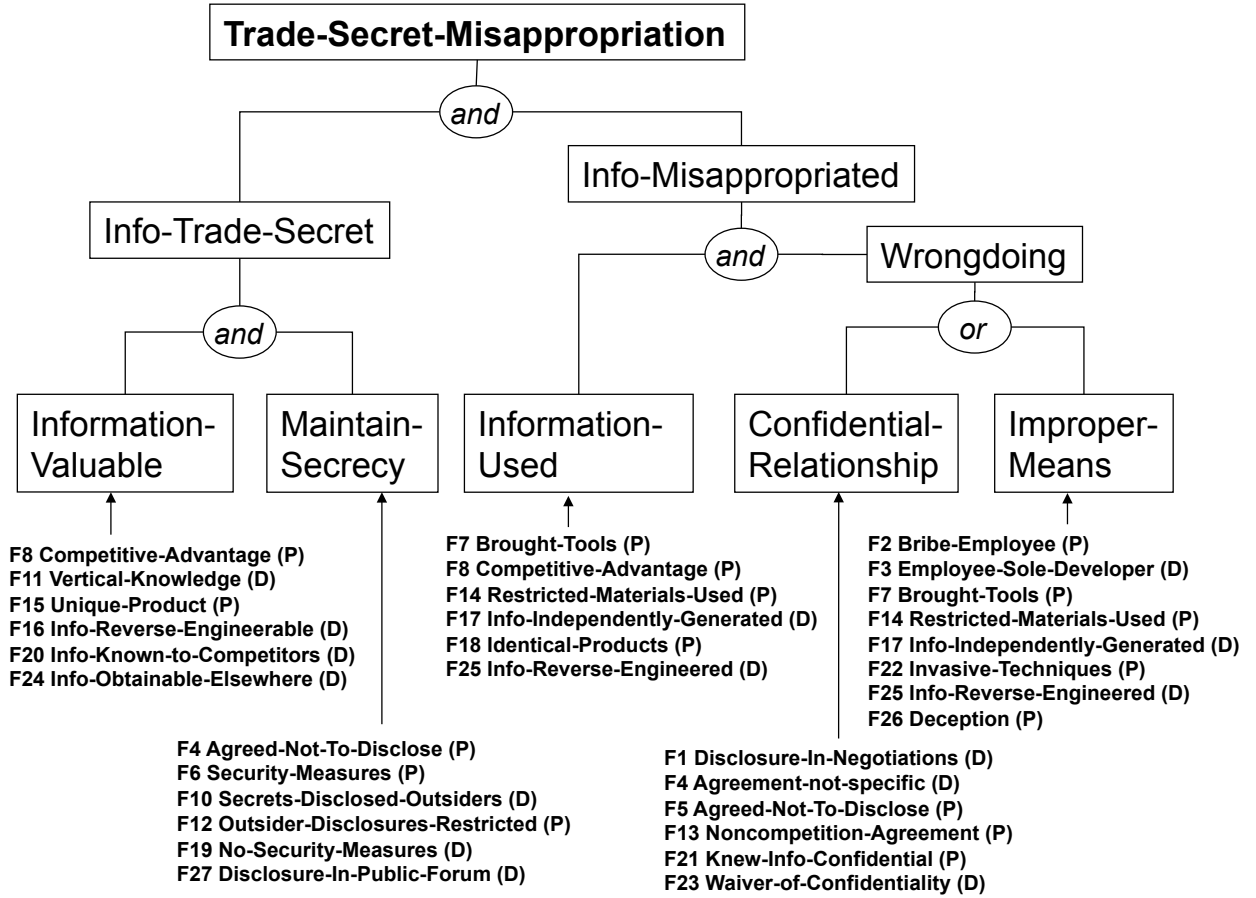 Trade-Secret-Misappropriation
and
Info-Misappropriated
Info-Trade-Secret
and
Wrongdoing
and
or
Information-
Valuable
Maintain-
Secrecy
Information-
Used
Confidential-
Relationship
Improper-
Means
F8 Competitive-Advantage (P)
F11 Vertical-Knowledge (D)
F15 Unique-Product (P)
F16 Info-Reverse-Engineerable (D)
F20 Info-Known-to-Competitors (D)
F24 Info-Obtainable-Elsewhere (D)
F7 Brought-Tools (P)
F8 Competitive-Advantage (P)
F14 Restricted-Materials-Used (P)
F17 Info-Independently-Generated (D)
F18 Identical-Products (P)
F25 Info-Reverse-Engineered (D)
F2 Bribe-Employee (P)
F3 Employee-Sole-Developer (D)
F7 Brought-Tools (P)
F14 Restricted-Materials-Used (P)
F17 Info-Independently-Generated (D)
F22 Invasive-Techniques (P)
F25 Info-Reverse-Engineered (D)
F26 Deception (P)
F4 Agreed-Not-To-Disclose (P)
F6 Security-Measures (P)
F10 Secrets-Disclosed-Outsiders (D)
F12 Outsider-Disclosures-Restricted (P)
F19 No-Security-Measures (D)
F27 Disclosure-In-Public-Forum (D)
F1 Disclosure-In-Negotiations (D)
F4 Agreement-not-specific (D)
F5 Agreed-Not-To-Disclose (P)
F13 Noncompetition-Agreement (P)
F21 Knew-Info-Confidential (P)
F23 Waiver-of-Confidentiality (D)